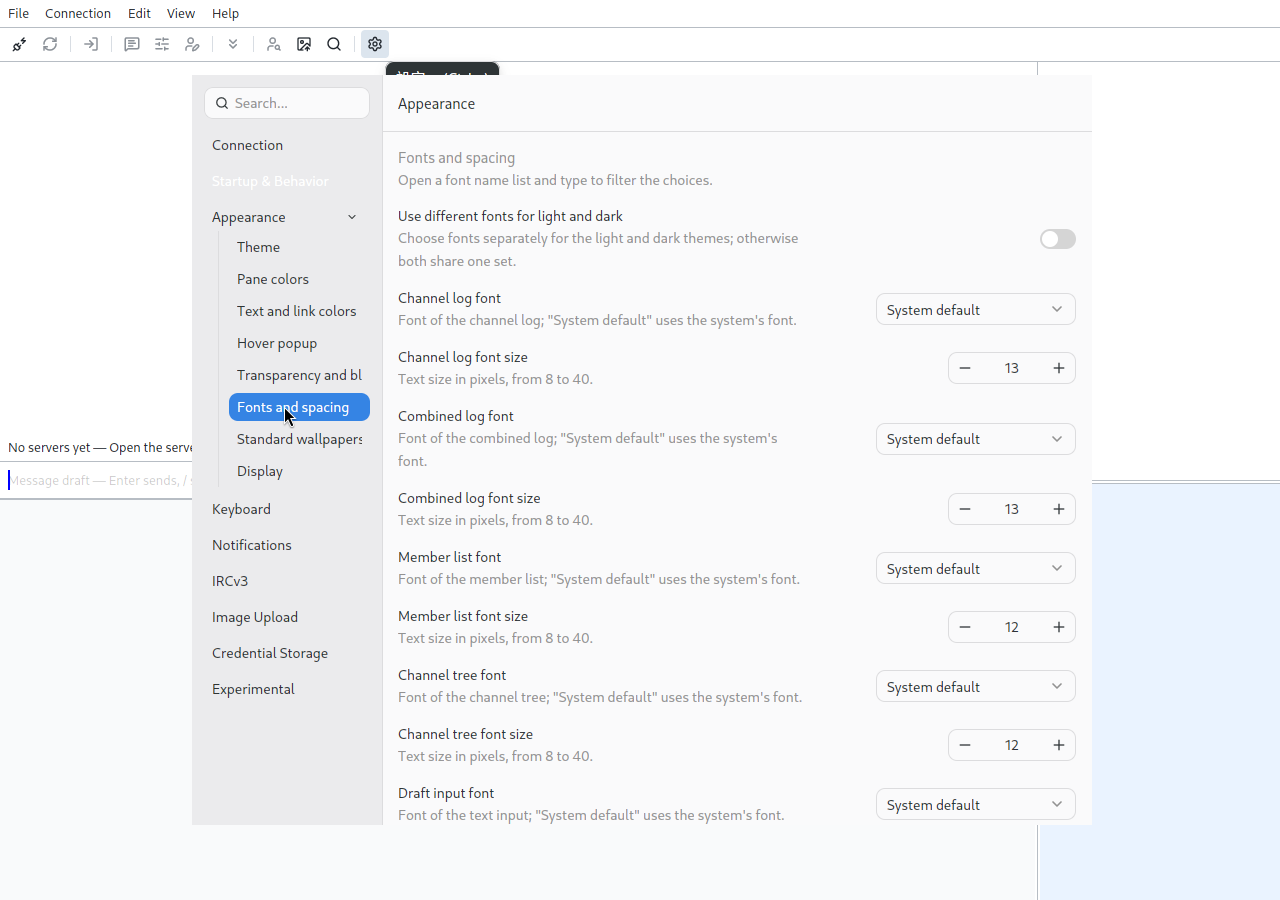 File Connection Edit View Help
Search...
Appearance
Connection
Startup & Behavior
Appearance
Theme
Pane colors
Text and link colors
Hover popup
Transparency and bl
Fonts and spacing
Standard wallpapers
Display
Keyboard
Notifications
IRCv3
Image Upload
Credential Storage
Experimental
Fonts and spacing
Open a font name list and type to filter the choices.
Use different fonts for light and dark
Choose fonts separately for the light and dark themes; otherwise
both share one set.
Channel log font
Font of the channel log; "System default" uses the system's font.
System default
Channel log font size
Text size in pixels, from 8 to 40.
13
Combined log font
Font of the combined log; "System default" uses the system's
font.
System default
Combined log font size
Text size in pixels, from 8 to 40.
13
Member list font
Font of the member list; "System default" uses the system's font.
System default
Member list font size
Text size in pixels, from 8 to 40.
12
Channel tree font
Font of the channel tree; "System default" uses the system's font.
System default
Channel tree font size
Text size in pixels, from 8 to 40.
12
Draft input font
Font of the text input; "System default" uses the system's font.
System default
No servers yet — Open the serve
Message draft — Enter sends, /